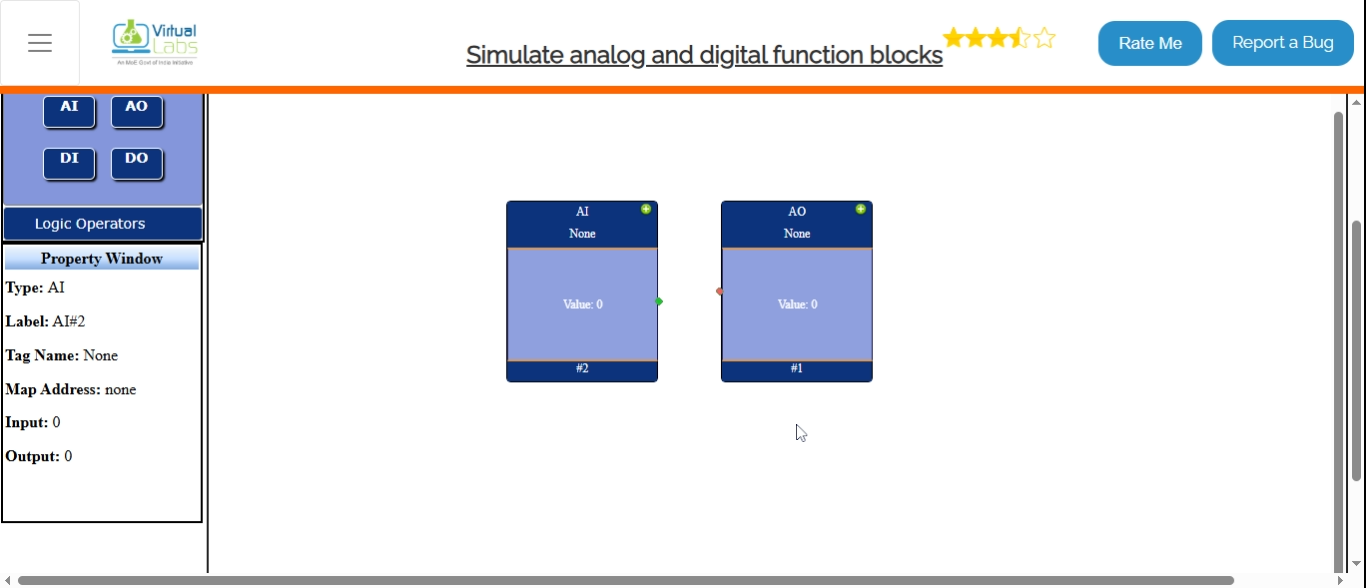 Virtual
Labs
An MoE Govt of India Initiative
Simulate analog and digital function blocks
Rate Me
Report a Bug
AI
AO
DI
DO
Logic Operators
Property Window
Type: AI
Label: AI#2
Tag Name: None
Map Address: none
Input: 0
Output: 0
AI
None
Value: 0
#2
AO
None
Value: 0
#1